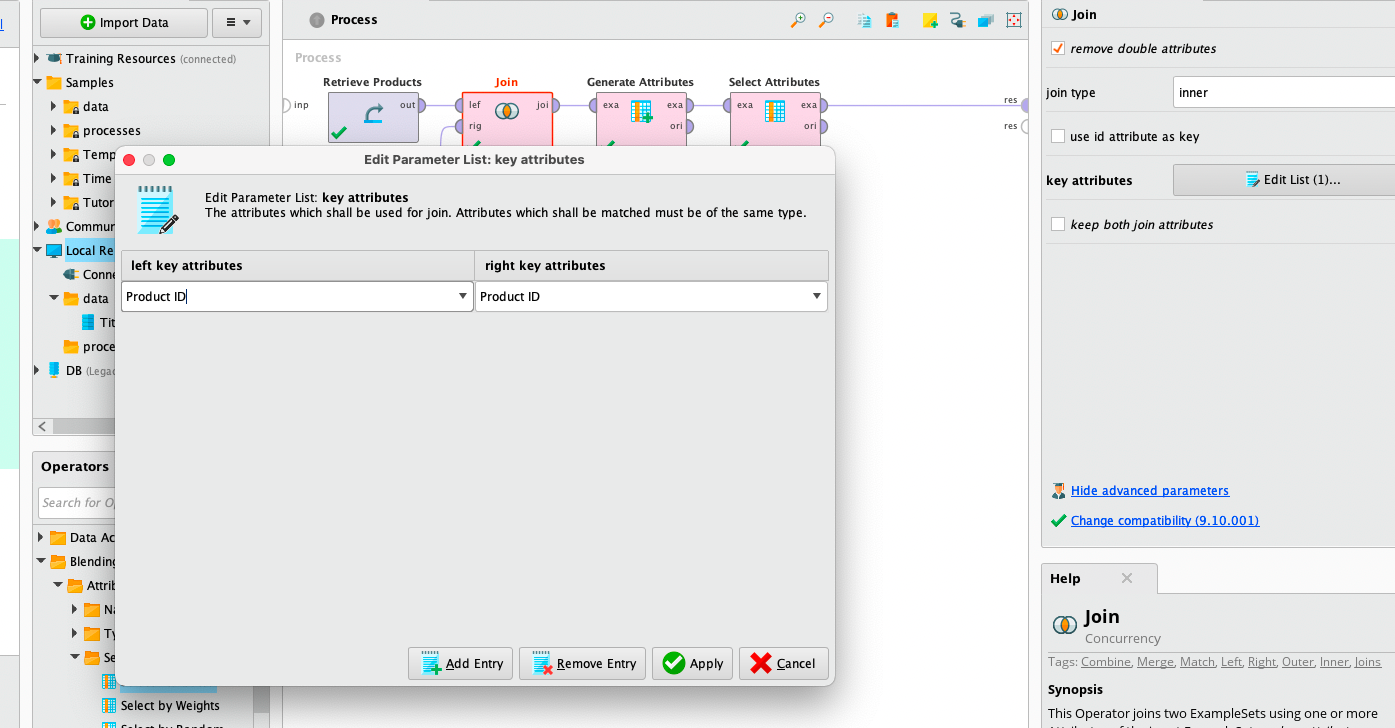 Import Data
Training Resources (connected)
Samples
data
processes
Temp
Time
Tutor
Commun
Local Re
Conne
data
Tit
proce
DB (Legac
Operators
Search for Op
Data Ac
Blending
Attrib
Na
Ty
Se
Select by Weights
Select by Random
Process
Process
Retrieve Products
Join
Generate Attributes
Select Attributes
inp
out
lef
joi
rig
exa
exa
ori
exa
exa
ori
res
res
Edit Parameter List: key attributes
Edit Parameter List: key attributes
The attributes which shall be used for join. Attributes which shall be matched must be of the same type.
left key attributes
right key attributes
Product ID
Product ID
Add Entry
Remove Entry
Apply
Cancel
Join
remove double attributes
join type
inner
use id attribute as key
key attributes
Edit List (1)...
keep both join attributes
Hide advanced parameters
Change compatibility (9.10.001)
Help
Join
Concurrency
Tags: Combine, Merge, Match, Left, Right, Outer, Inner, Joins
Synopsis
This Operator joins two ExampleSets using one or more